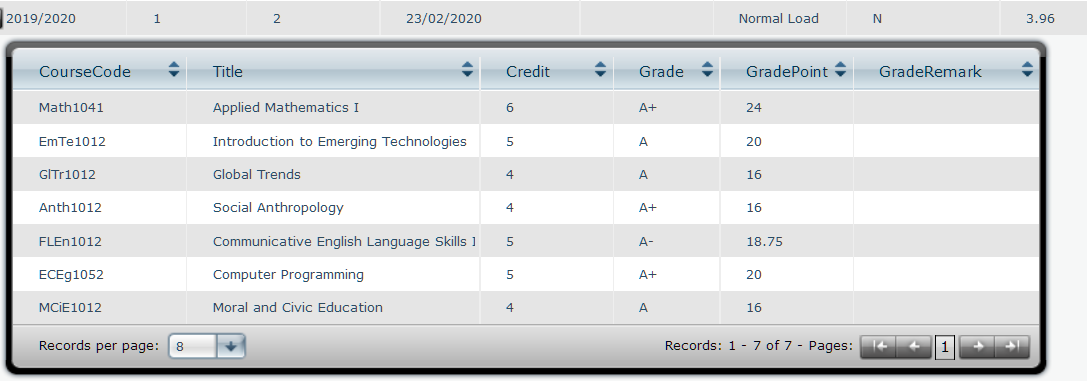 2019/2020 1 2 23/02/2020 Normal Load N 3.96
CourseCode Title Credit Grade GradePoint GradeRemark
Math1041 Applied Mathematics I 6 A+ 24
EmTe1012 Introduction to Emerging Technologies 5 A 20
GlTr1012 Global Trends 4 A 16
Anth1012 Social Anthropology 4 A+ 16
FLEn1012 Communicative English Language Skills I 5 A- 18.75
ECEg1052 Computer Programming 5 A+ 20
MCiE1012 Moral and Civic Education 4 A 16
Records per page: 8 Records: 1 - 7 of 7 - Pages: 1